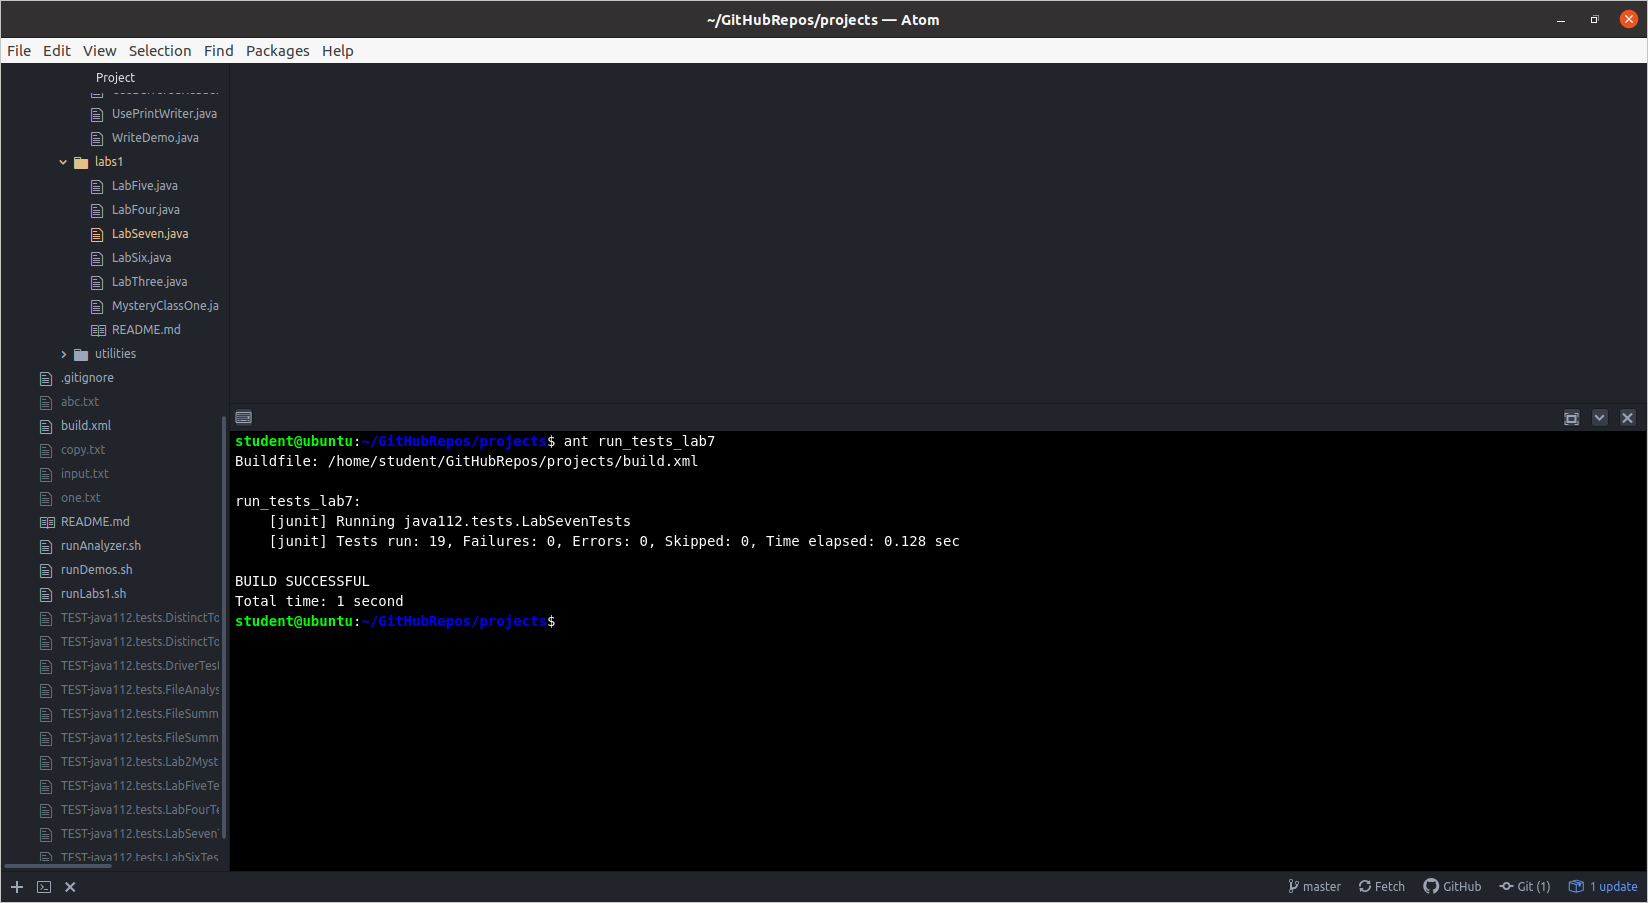 ~/GitHubRepos/projects — Atom
File Edit View Selection Find Packages Help
Project
UsePrintWriter.java
WriteDemo.java
labs1
LabFive.java
LabFour.java
LabSeven.java
LabSix.java
LabThree.java
MysteryClassOne.ja
README.md
utilities
.gitignore
abc.txt
build.xml
copy.txt
input.txt
one.txt
README.md
runAnalyzer.sh
runDemos.sh
runLabs1.sh
TEST-java112.tests.DistinctTo
TEST-java112.tests.DistinctTo
TEST-java112.tests.DriverTest
TEST-java112.tests.FileAnalys
TEST-java112.tests.FileSumm
TEST-java112.tests.FileSumm
TEST-java112.tests.Lab2Myst
TEST-java112.tests.LabFiveTe
TEST-java112.tests.LabFourTe
TEST-java112.tests.LabSevenT
TEST-java112.tests.LabSixTes
student@ubuntu:~/GitHubRepos/projects$ ant run_tests_lab7
Buildfile: /home/student/GitHubRepos/projects/build.xml
run_tests_lab7:
[junit] Running java112.tests.LabSevenTests
[junit] Tests run: 19, Failures: 0, Errors: 0, Skipped: 0, Time elapsed: 0.128 sec
BUILD SUCCESSFUL
Total time: 1 second
student@ubuntu:~/GitHubRepos/projects$
master Fetch GitHub Git (1) 1 update